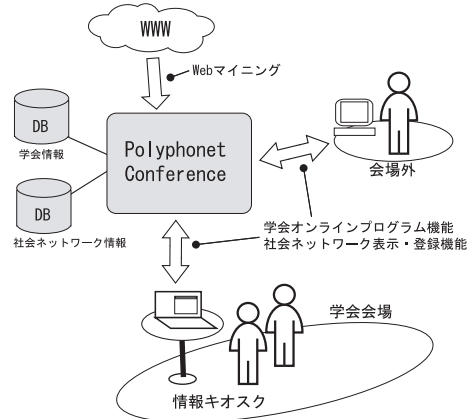 WWW
Webマイニング
DB
学会情報
Polyphonet
Conference
DB
社会ネットワーク情報
会場外
学会オンラインプログラム機能
社会ネットワーク表示・登録機能
学会会場
情報キオスク